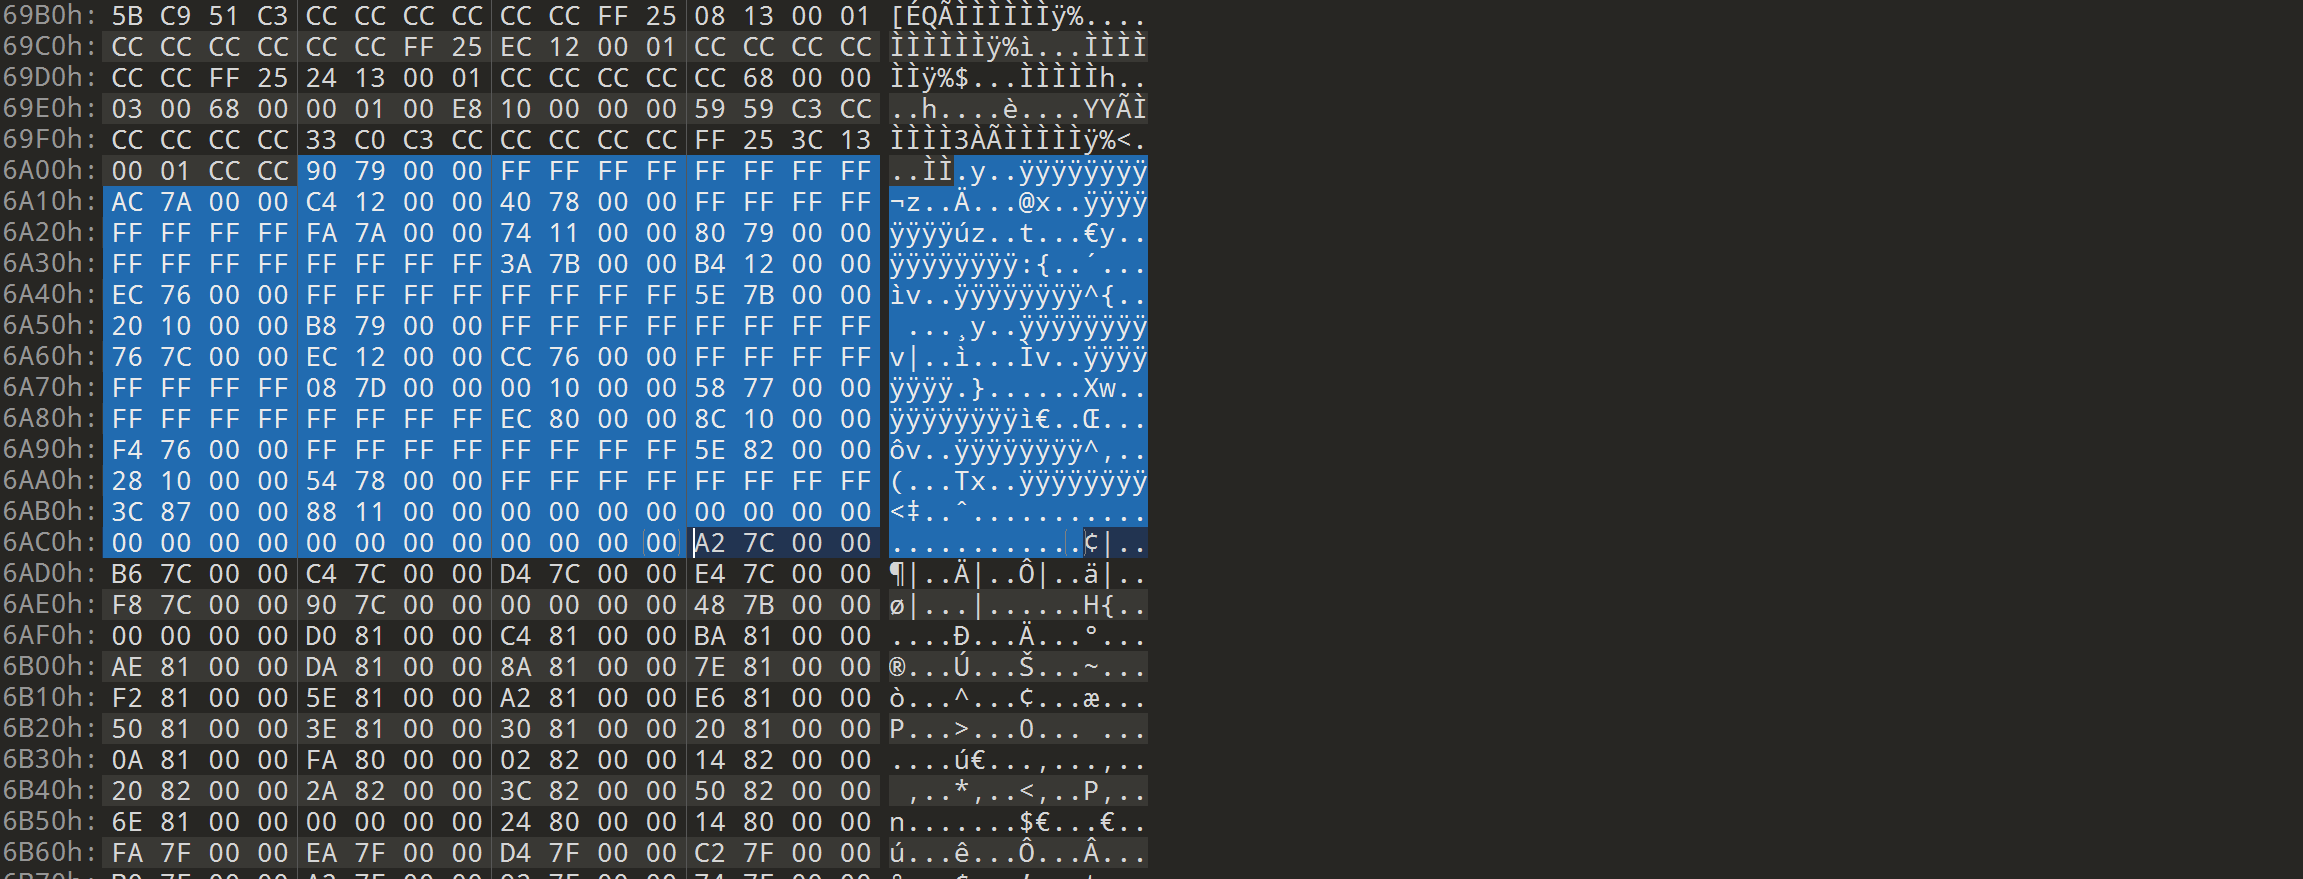 69B0h: 5B C9 51 C3 CC CC CC CC CC CC FF 25 08 13 00 01 [ÉQÃÌÌÌÌÌÌÿ%....
69C0h: CC CC CC CC CC CC FF 25 EC 12 00 01 CC CC CC CC ÌÌÌÌÌÌÿ%ì...ÌÌÌÌ
69D0h: CC CC FF 25 24 13 00 01 CC CC CC CC CC 68 00 00 ÌÌÿ%$...ÌÌÌÌÌh..
69E0h: 03 00 68 00 00 01 00 E8 10 00 00 00 59 59 C3 CC ..h....è....YYÃÌ
69F0h: CC CC CC CC 33 C0 C3 CC CC CC CC CC FF 25 3C 13 ÌÌÌÌ3ÀÃÌÌÌÌÌÿ%<.
6A00h: 00 01 CC CC 90 79 00 00 FF FF FF FF FF FF FF FF ..ÌÌ.y..ÿÿÿÿÿÿÿÿ
6A10h: AC 7A 00 00 C4 12 00 00 40 78 00 00 FF FF FF FF ¬z..Ä...@x..ÿÿÿÿ
6A20h: FF FF FF FF FA 7A 00 00 74 11 00 00 80 79 00 00 ÿÿÿÿúz..t...€y..
6A30h: FF FF FF FF FF FF FF FF 3A 7B 00 00 B4 12 00 00 ÿÿÿÿÿÿÿÿ:{..´...
6A40h: EC 76 00 00 FF FF FF FF FF FF FF FF 5E 7B 00 00 ìv..ÿÿÿÿÿÿÿÿ^{..
6A50h: 20 10 00 00 B8 79 00 00 FF FF FF FF FF FF FF FF  ...¸y..ÿÿÿÿÿÿÿÿ
6A60h: 76 7C 00 00 EC 12 00 00 CC 76 00 00 FF FF FF FF v|..ì...Ìv..ÿÿÿÿ
6A70h: FF FF FF FF 08 7D 00 00 00 10 00 00 58 77 00 00 ÿÿÿÿ.}......Xw..
6A80h: FF FF FF FF FF FF FF FF EC 80 00 00 8C 10 00 00 ÿÿÿÿÿÿÿÿì€..Œ...
6A90h: F4 76 00 00 FF FF FF FF FF FF FF FF 5E 82 00 00 ôv..ÿÿÿÿÿÿÿÿ^‚..
6AA0h: 28 10 00 00 54 78 00 00 FF FF FF FF FF FF FF FF (...Tx..ÿÿÿÿÿÿÿÿ
6AB0h: 3C 87 00 00 88 11 00 00 00 00 00 00 00 00 00 00 <‡..ˆ...........
6AC0h: 00 00 00 00 00 00 00 00 00 00 00 00 A2 7C 00 00 ............¢|..
6AD0h: B6 7C 00 00 C4 7C 00 00 D4 7C 00 00 E4 7C 00 00 ¶|..Ä|..Ô|..ä|..
6AE0h: F8 7C 00 00 90 7C 00 00 00 00 00 00 48 7B 00 00 ø|...|......H{..
6AF0h: 00 00 00 00 D0 81 00 00 C4 81 00 00 BA 81 00 00 ....Ð...Ä...º...
6B00h: AE 81 00 00 DA 81 00 00 8A 81 00 00 7E 81 00 00 ®...Ú...Š...~...
6B10h: F2 81 00 00 5E 81 00 00 A2 81 00 00 E6 81 00 00 ò...^...¢...æ...
6B20h: 50 81 00 00 3E 81 00 00 30 81 00 00 20 81 00 00 P...>...0... ...
6B30h: 0A 81 00 00 FA 80 00 00 02 82 00 00 14 82 00 00 ....ú€...‚...‚..
6B40h: 20 82 00 00 2A 82 00 00 3C 82 00 00 50 82 00 00  ‚..*‚..<‚..P‚..
6B50h: 6E 81 00 00 00 00 00 00 24 80 00 00 14 80 00 00 n.......$€...€..
6B60h: FA 7F 00 00 EA 7F 00 00 D4 7F 00 00 C2 7F 00 00 ú...ê...Ô...Â...